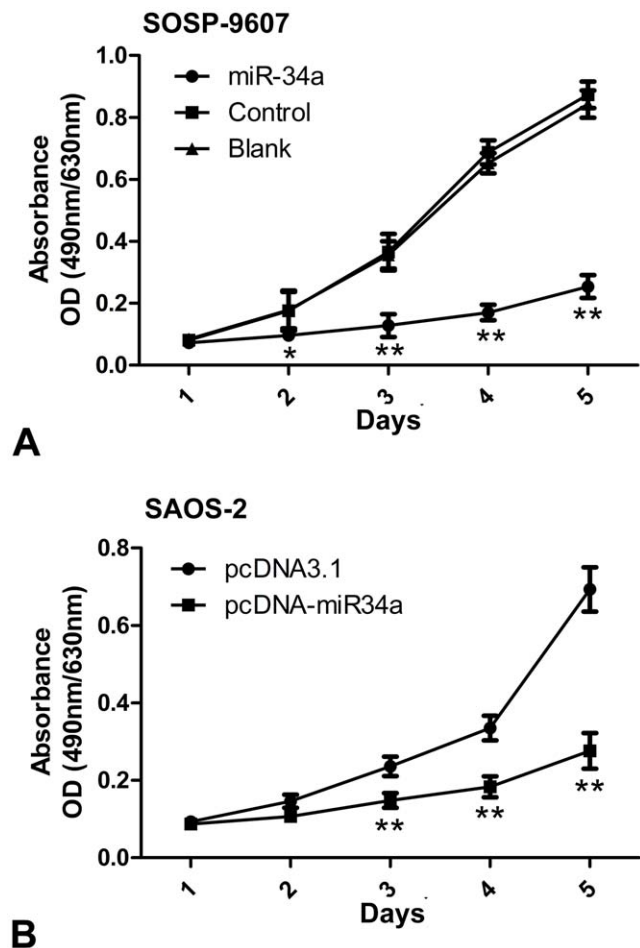 SOSP-9607
1.0
0.8
0.6
0.4
0.2
0.0
Absorbance
OD (490nm/630nm)
miR-34a
Control
Blank
*
**
**
**
1
2
3
4
5
Days
A
SAOS-2
0.8
0.6
0.4
0.2
0.0
Absorbance
OD (490nm/630nm)
pcDNA3.1
pcDNA-miR34a
**
**
**
1
2
3
4
5
Days
B